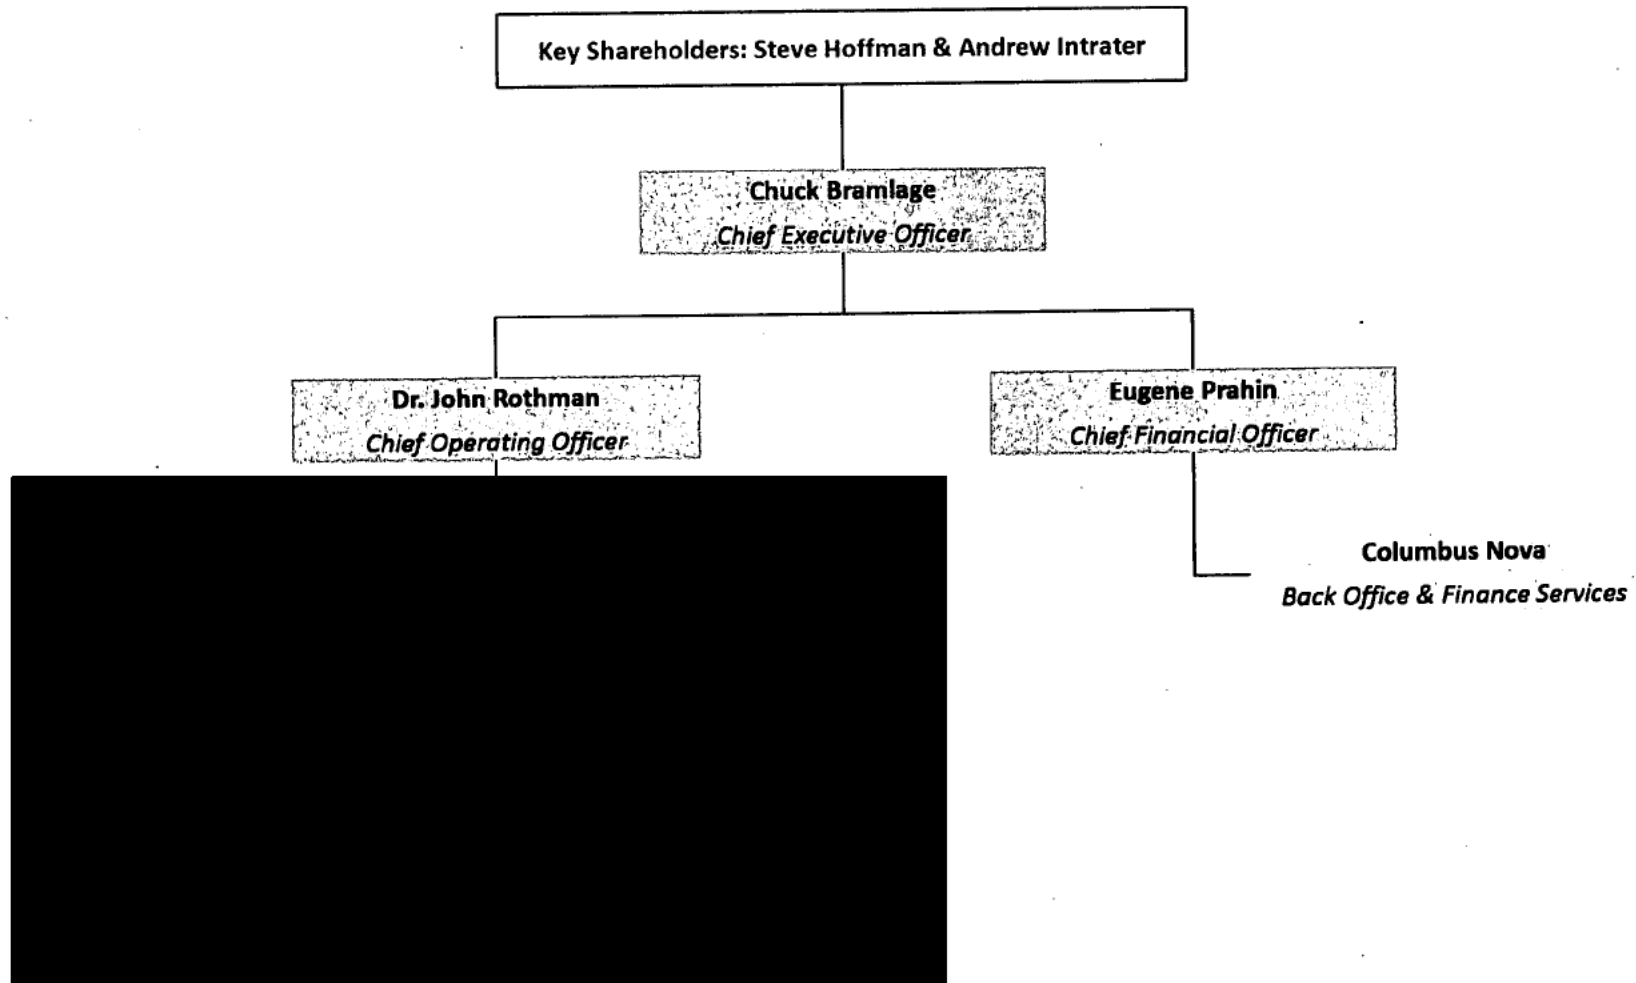 Key Shareholders: Steve Hoffman & Andrew Intrater
Chuck Bramlage
Chief Executive Officer
Dr. John Rothman
Chief Operating Officer
Eugene Prahin
Chief Financial Officer
Columbus Nova
Back Office & Finance Services